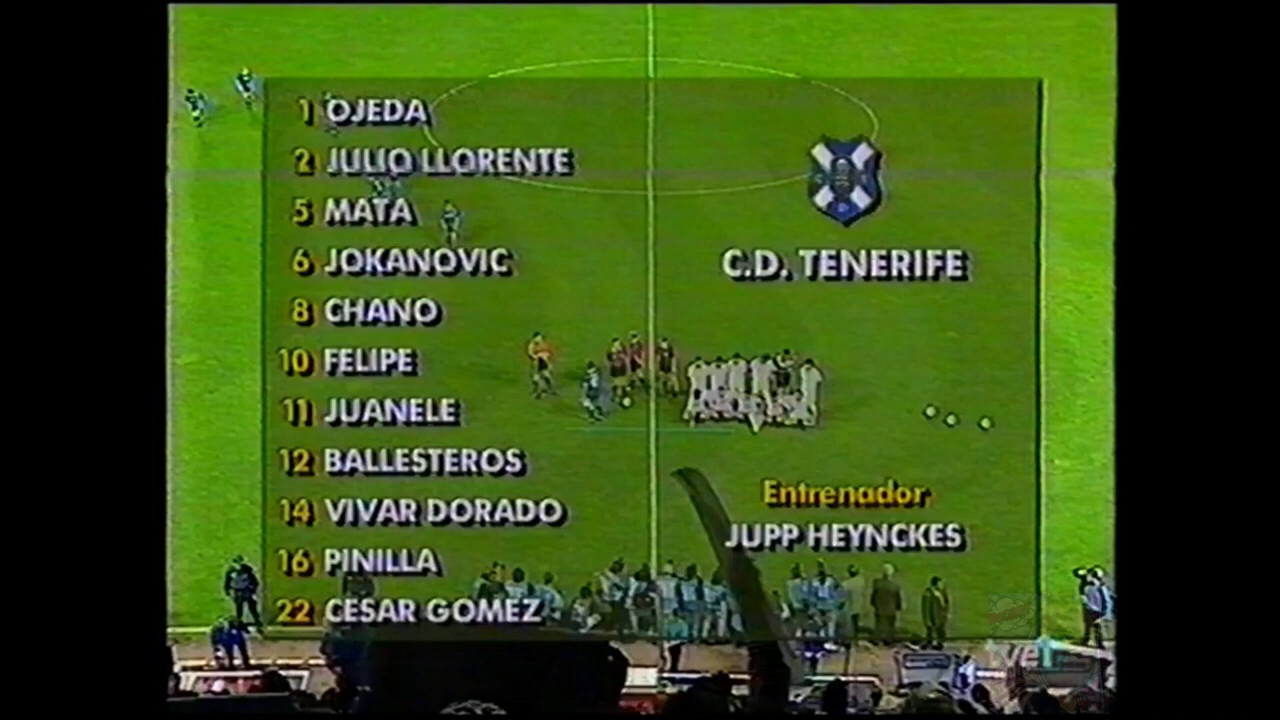 1 OJEDA
2 JULIO LLORENTE
5 MATA
6 JOKANOVIC
8 CHANO
10 FELIPE
11 JUANELE
12 BALLESTEROS
14 VIVAR DORADO
16 PINILLA
22 CESAR GOMEZ
C.D. TENERIFE
Entrenador
JUPP HEYNCKES
tve1